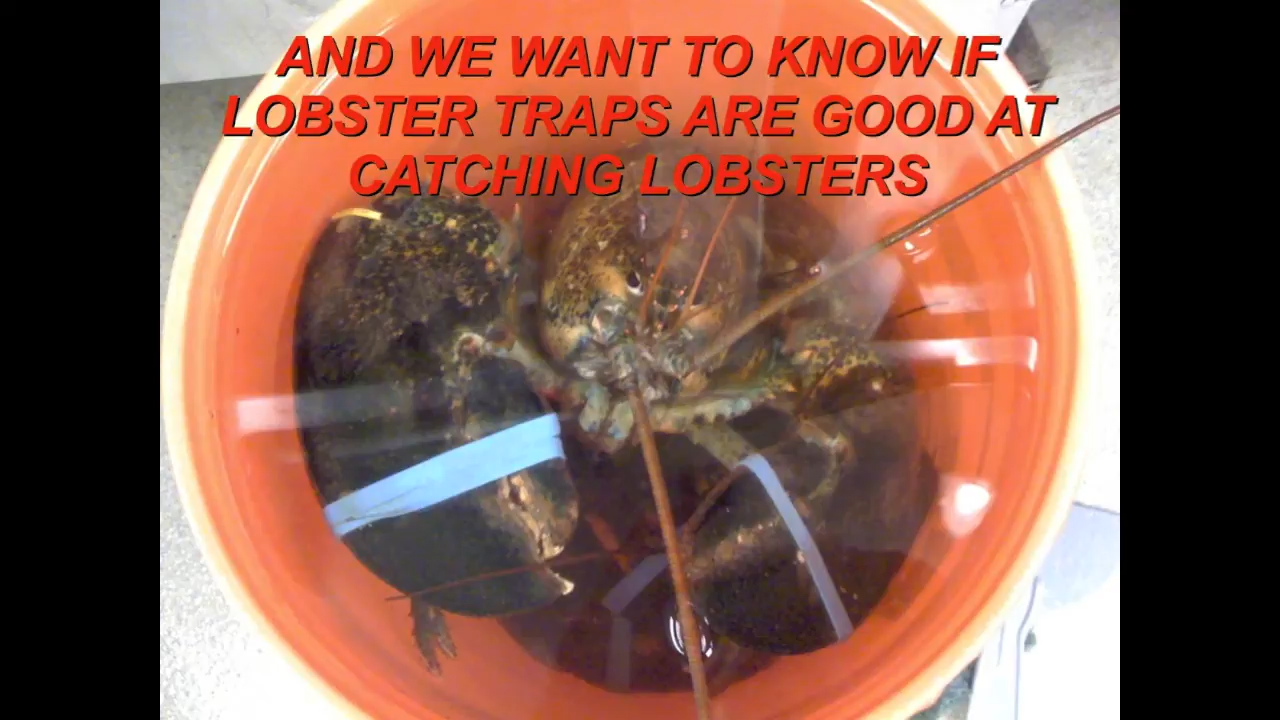 AND WE WANT TO KNOW IF
LOBSTER TRAPS ARE GOOD AT
CATCHING LOBSTERS